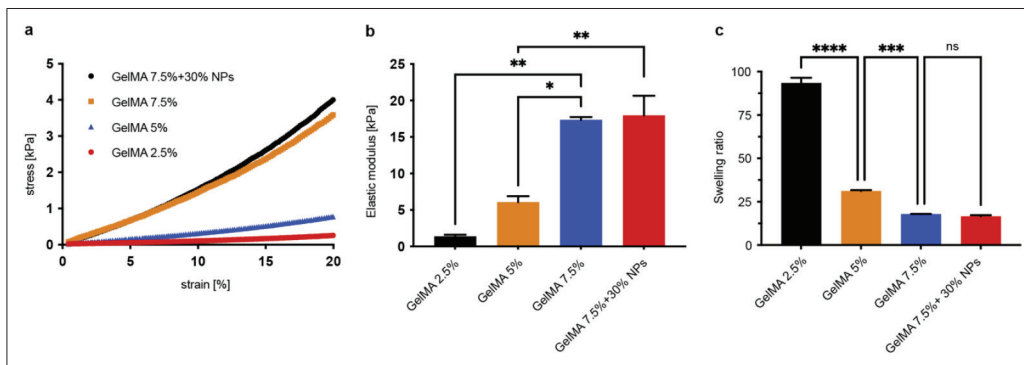 a
GelMA 7.5%+30% NPs
GelMA 7.5%
GelMA 5%
GelMA 2.5%
stress [kPa]
5
4
3
2
1
0
0
5
10
15
20
strain [%]
b
**
**
*
Elastic modulus [kPa]
25
20
15
10
5
0
GelMA 2.5%
GelMA 5%
GelMA 7.5%
GelMA 7.5%+30% NPs
c
****
***
ns
Swelling ratio
100
75
50
25
0
GelMA 2.5%
GelMA 5%
GelMA 7.5%
GelMA 7.5%+ 30% NPs